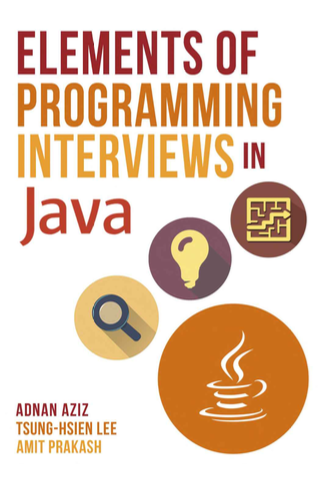 ELEMENTS OF
PROGRAMMING
INTERVIEWS IN
Java
ADNAN AZIZ
TSUNG-HSIEN LEE
AMIT PRAKASH